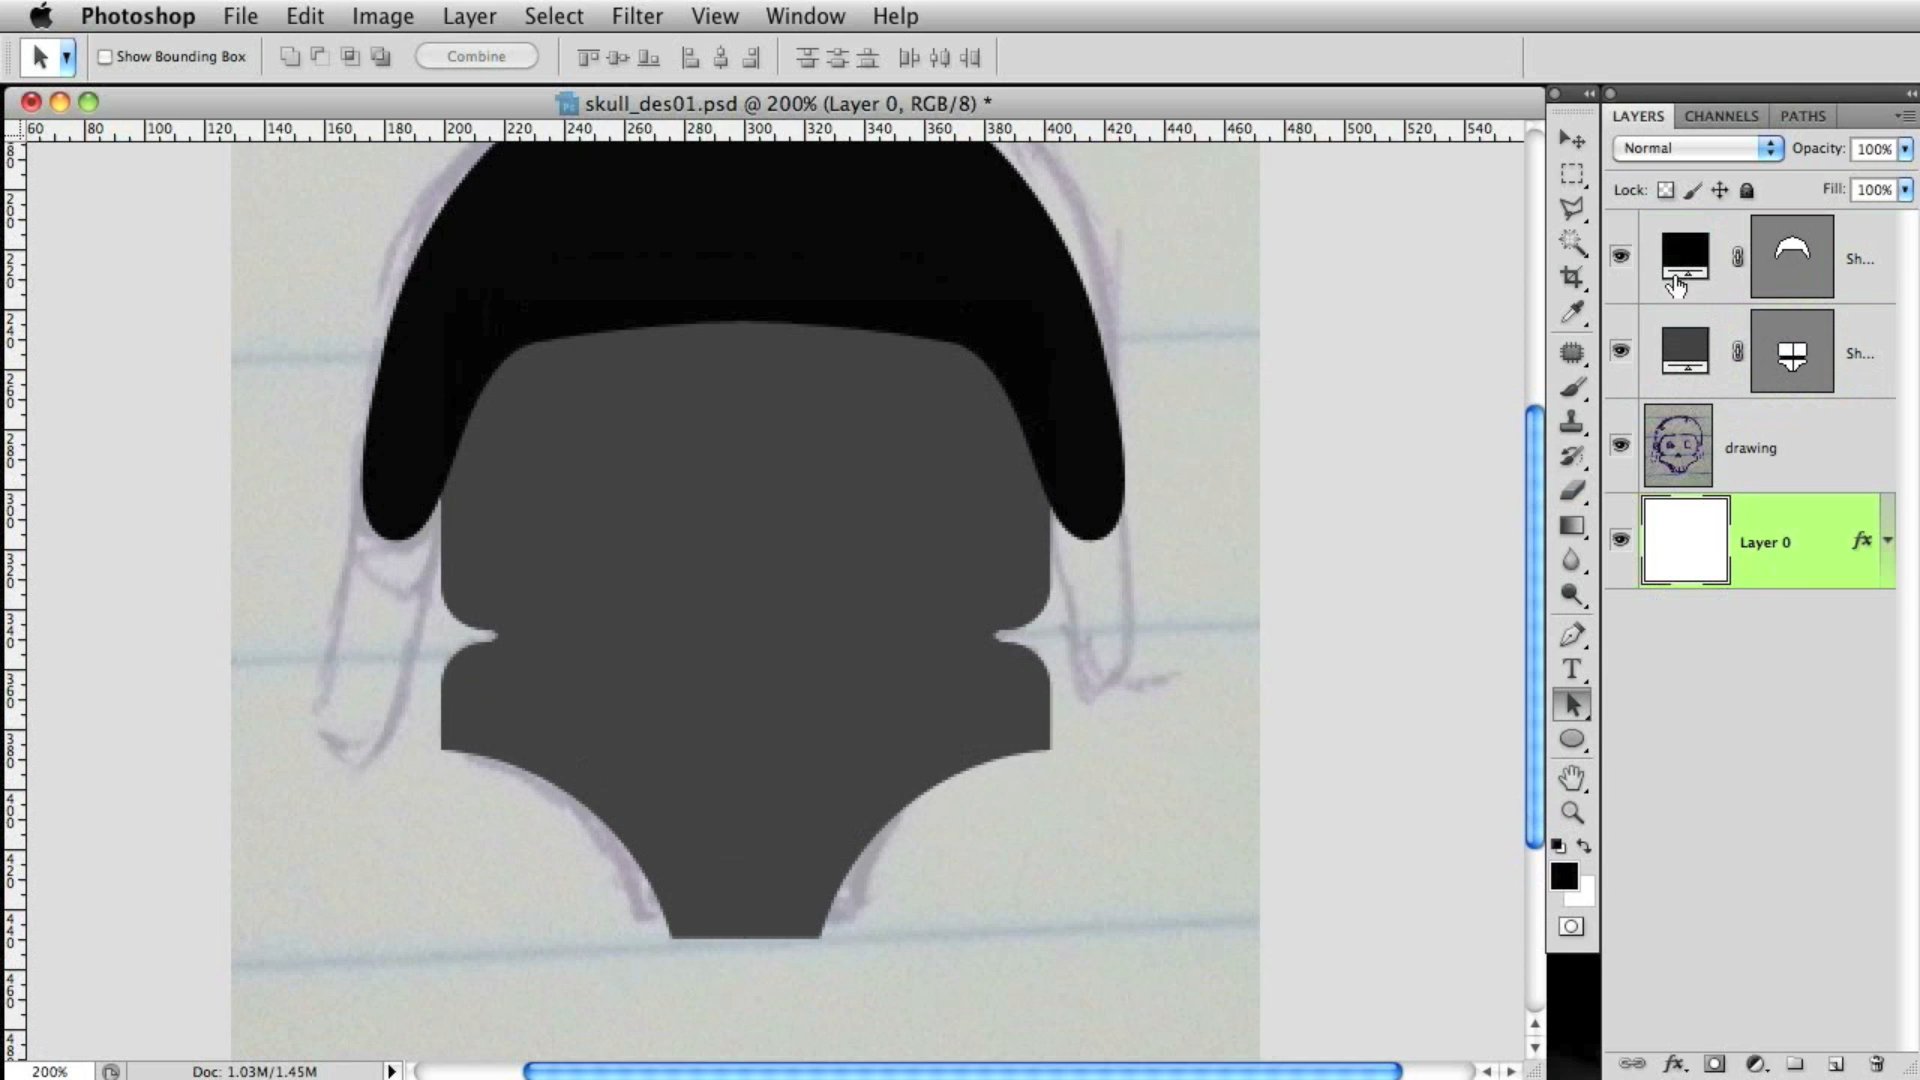 Photoshop File Edit Image Layer Select Filter View Window Help
Show Bounding Box Combine
skull_des01.psd @ 200% (Layer 0, RGB/8) *
60 80 100 120 140 160 180 200 220 240 260 280 300 320 340 360 380 400 420 440 460 480 500 520 540
LAYERS CHANNELS PATHS
Normal Opacity: 100%
Lock: Fill: 100%
Sh...
Sh...
drawing
Layer 0 fx
200% Doc: 1.03M/1.45M
fx